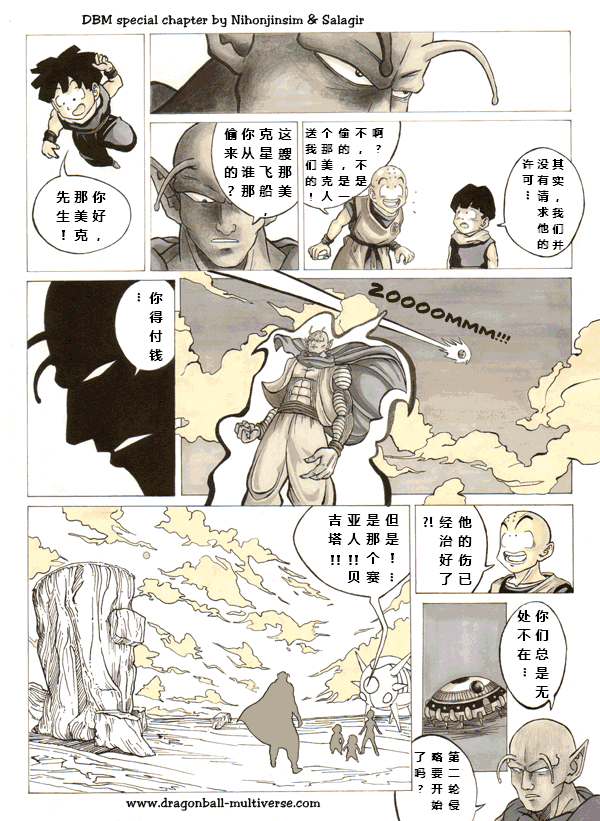 DBM special chapter by Nihonjinsim & Salagir
你好，
那美克
先生！
这艘那美
克星飞船，
你从谁那
偷来的？
啊？
不，不是
偷的，是一
个那美克人
送我们的！
其实，我们并
没有请求他的
许可…
你得付钱
…
ZOOOOMMM!!!
但是！…
是那个赛
亚人!!贝
吉塔!!
他的伤已
经治好了
?!
你们总是无
处不在…
第二轮侵
略要开始
了吗？
www.dragonball-multiverse.com